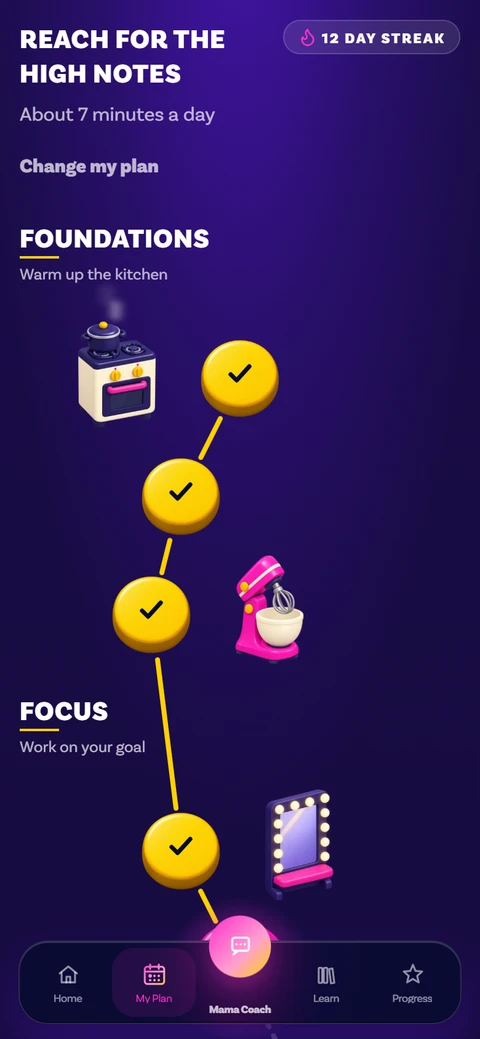 REACH FOR THE
HIGH NOTES
12 DAY STREAK
About 7 minutes a day
Change my plan
FOUNDATIONS
Warm up the kitchen
FOCUS
Work on your goal
Home
My Plan
Mama Coach
Learn
Progress